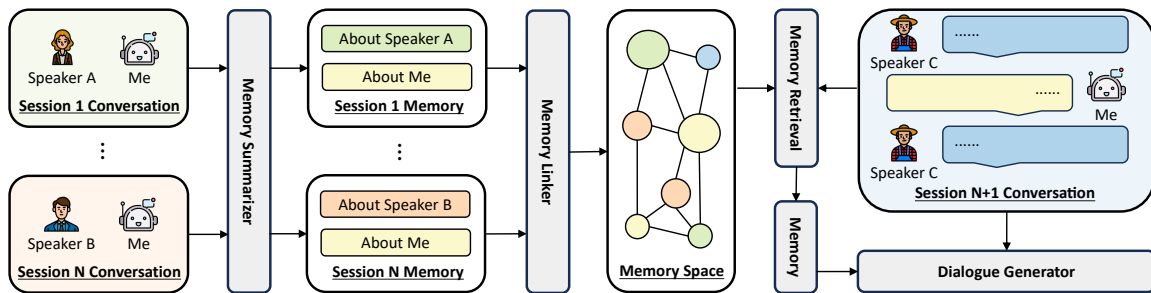 Speaker A
Me
Session 1 Conversation
⋮
Speaker B
Me
Session N Conversation
Memory Summarizer
About Speaker A
About Me
Session 1 Memory
⋮
About Speaker B
About Me
Session N Memory
Memory Linker
Memory Space
Memory Retrieval
Memory
......
Speaker C
......
Me
......
Speaker C
Session N+1 Conversation
Dialogue Generator